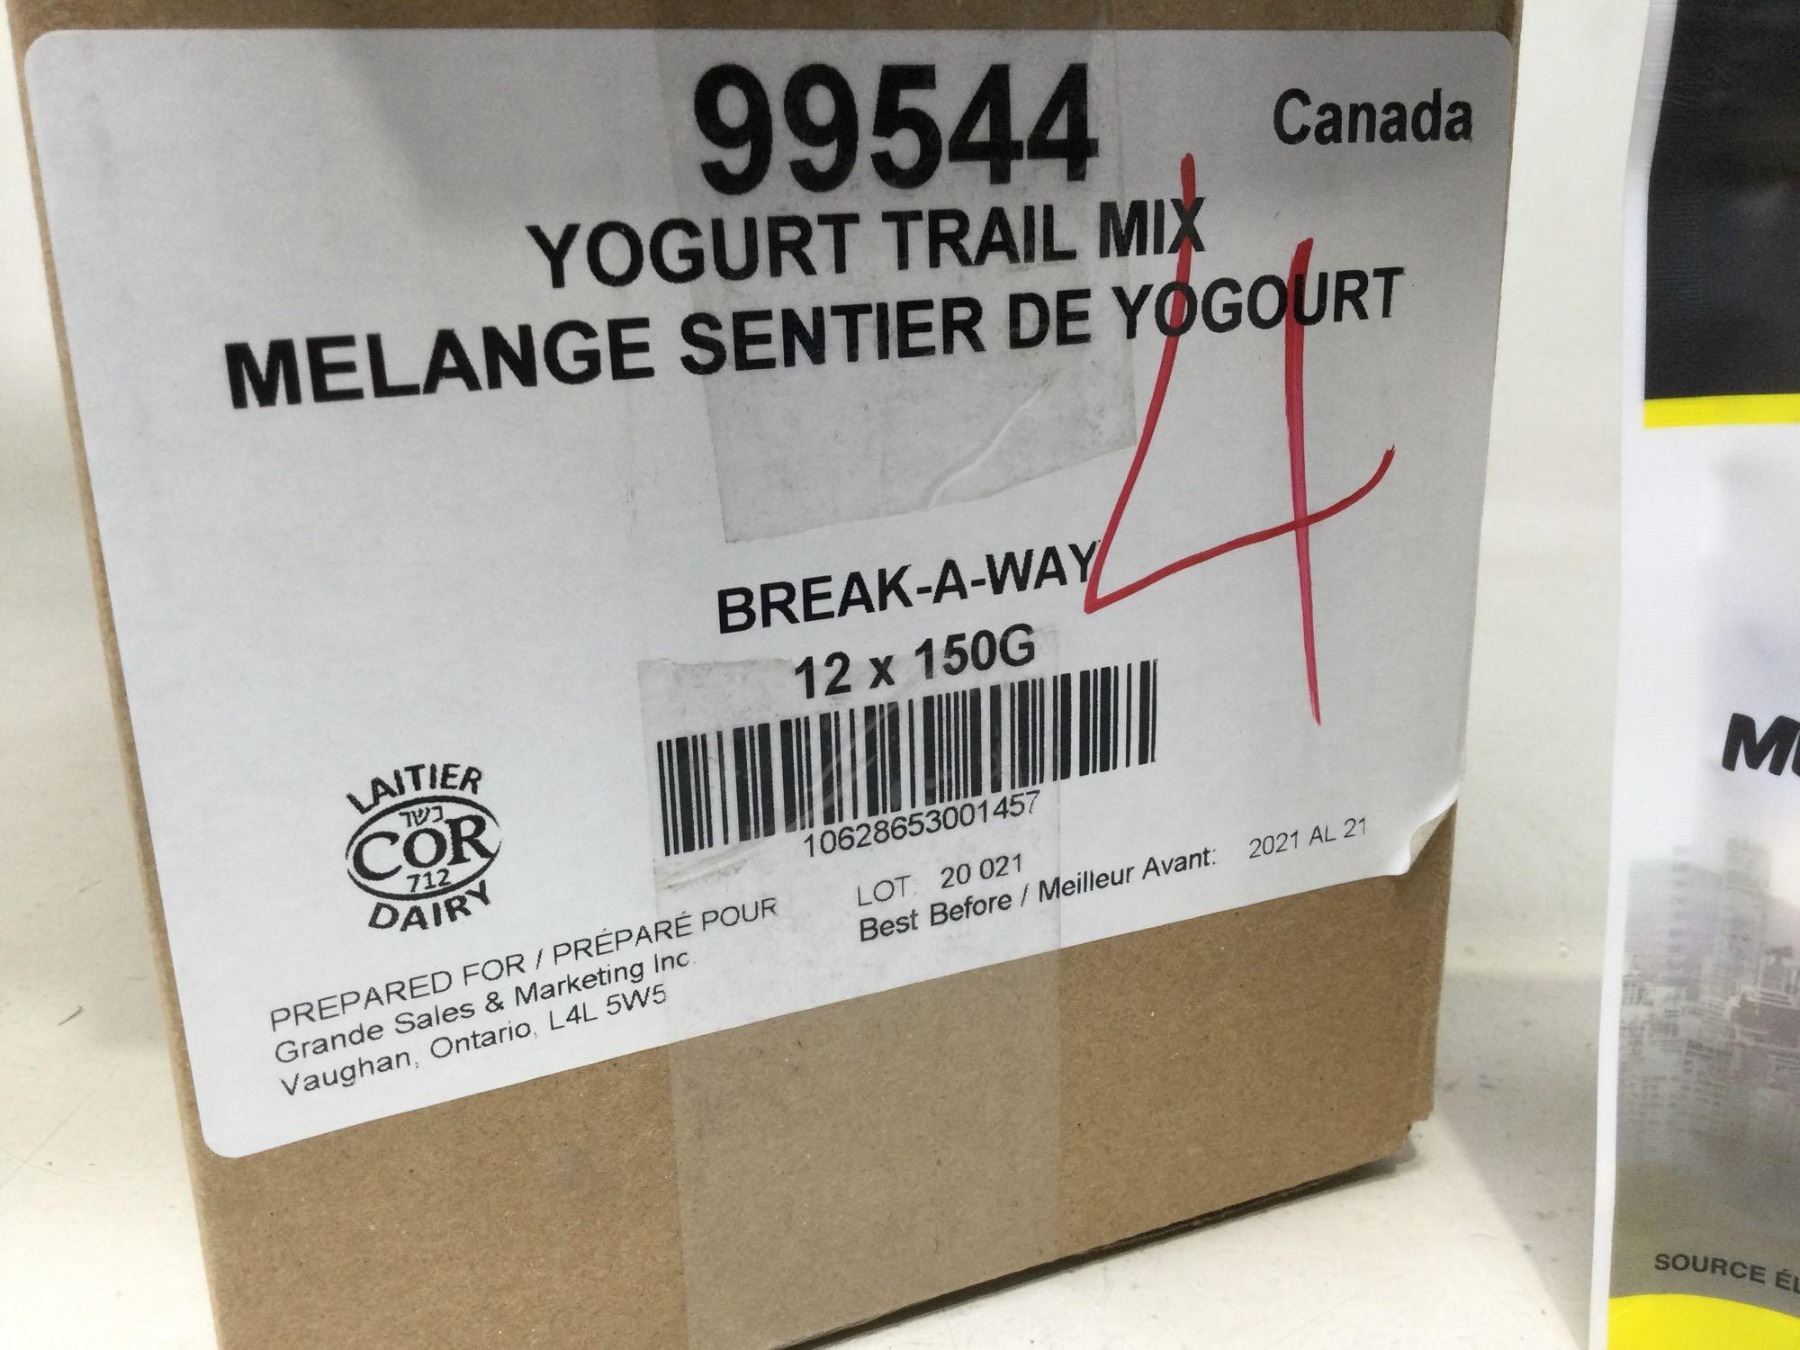 99544
Canada
YOGURT TRAIL MIX
MELANGE SENTIER DE YOGOURT
4
BREAK-A-WAY
12 x 150G
10628653001457
LAITIER
כשר
COR
712
DAIRY
LOT: 20 021
Best Before / Meilleur Avant: 2021 AL 21
PREPARED FOR / PRÉPARÉ POUR
Grande Sales & Marketing Inc.
Vaughan, Ontario, L4L 5W5
SOURCE